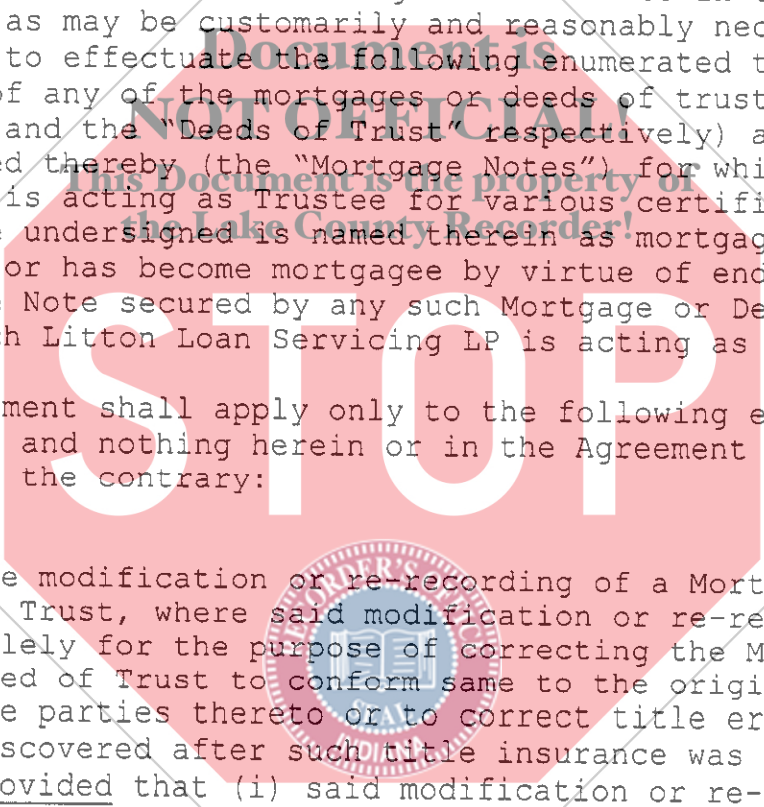 as may be customarily and reasonably nec
Document is
to effectuate the following enumerated t
of any of the mortgages or deeds of trust
NOT OFFICIAL!
and the "Deeds of Trust" respectively) a
ed thereby (the "Mortgage Notes") for whi
This Document is the property of
is acting as Trustee for various certifi
the Lake County Recorder!
e undersigned is named therein as mortgag
or has become mortgagee by virtue of end
Note secured by any such Mortgage or De
h Litton Loan Servicing LP is acting as
STOP
ment shall apply only to the following e
and nothing herein or in the Agreement
the contrary:
e modification or re-recording of a Mort
Trust, where said modification or re-re
lely for the purpose of correcting the M
ed of Trust to conform same to the origi
e parties thereto or to correct title er
scovered after such title insurance was
ovided that (i) said modification or re-
RECORDER'S OFFICE
SEAL
INDIANA